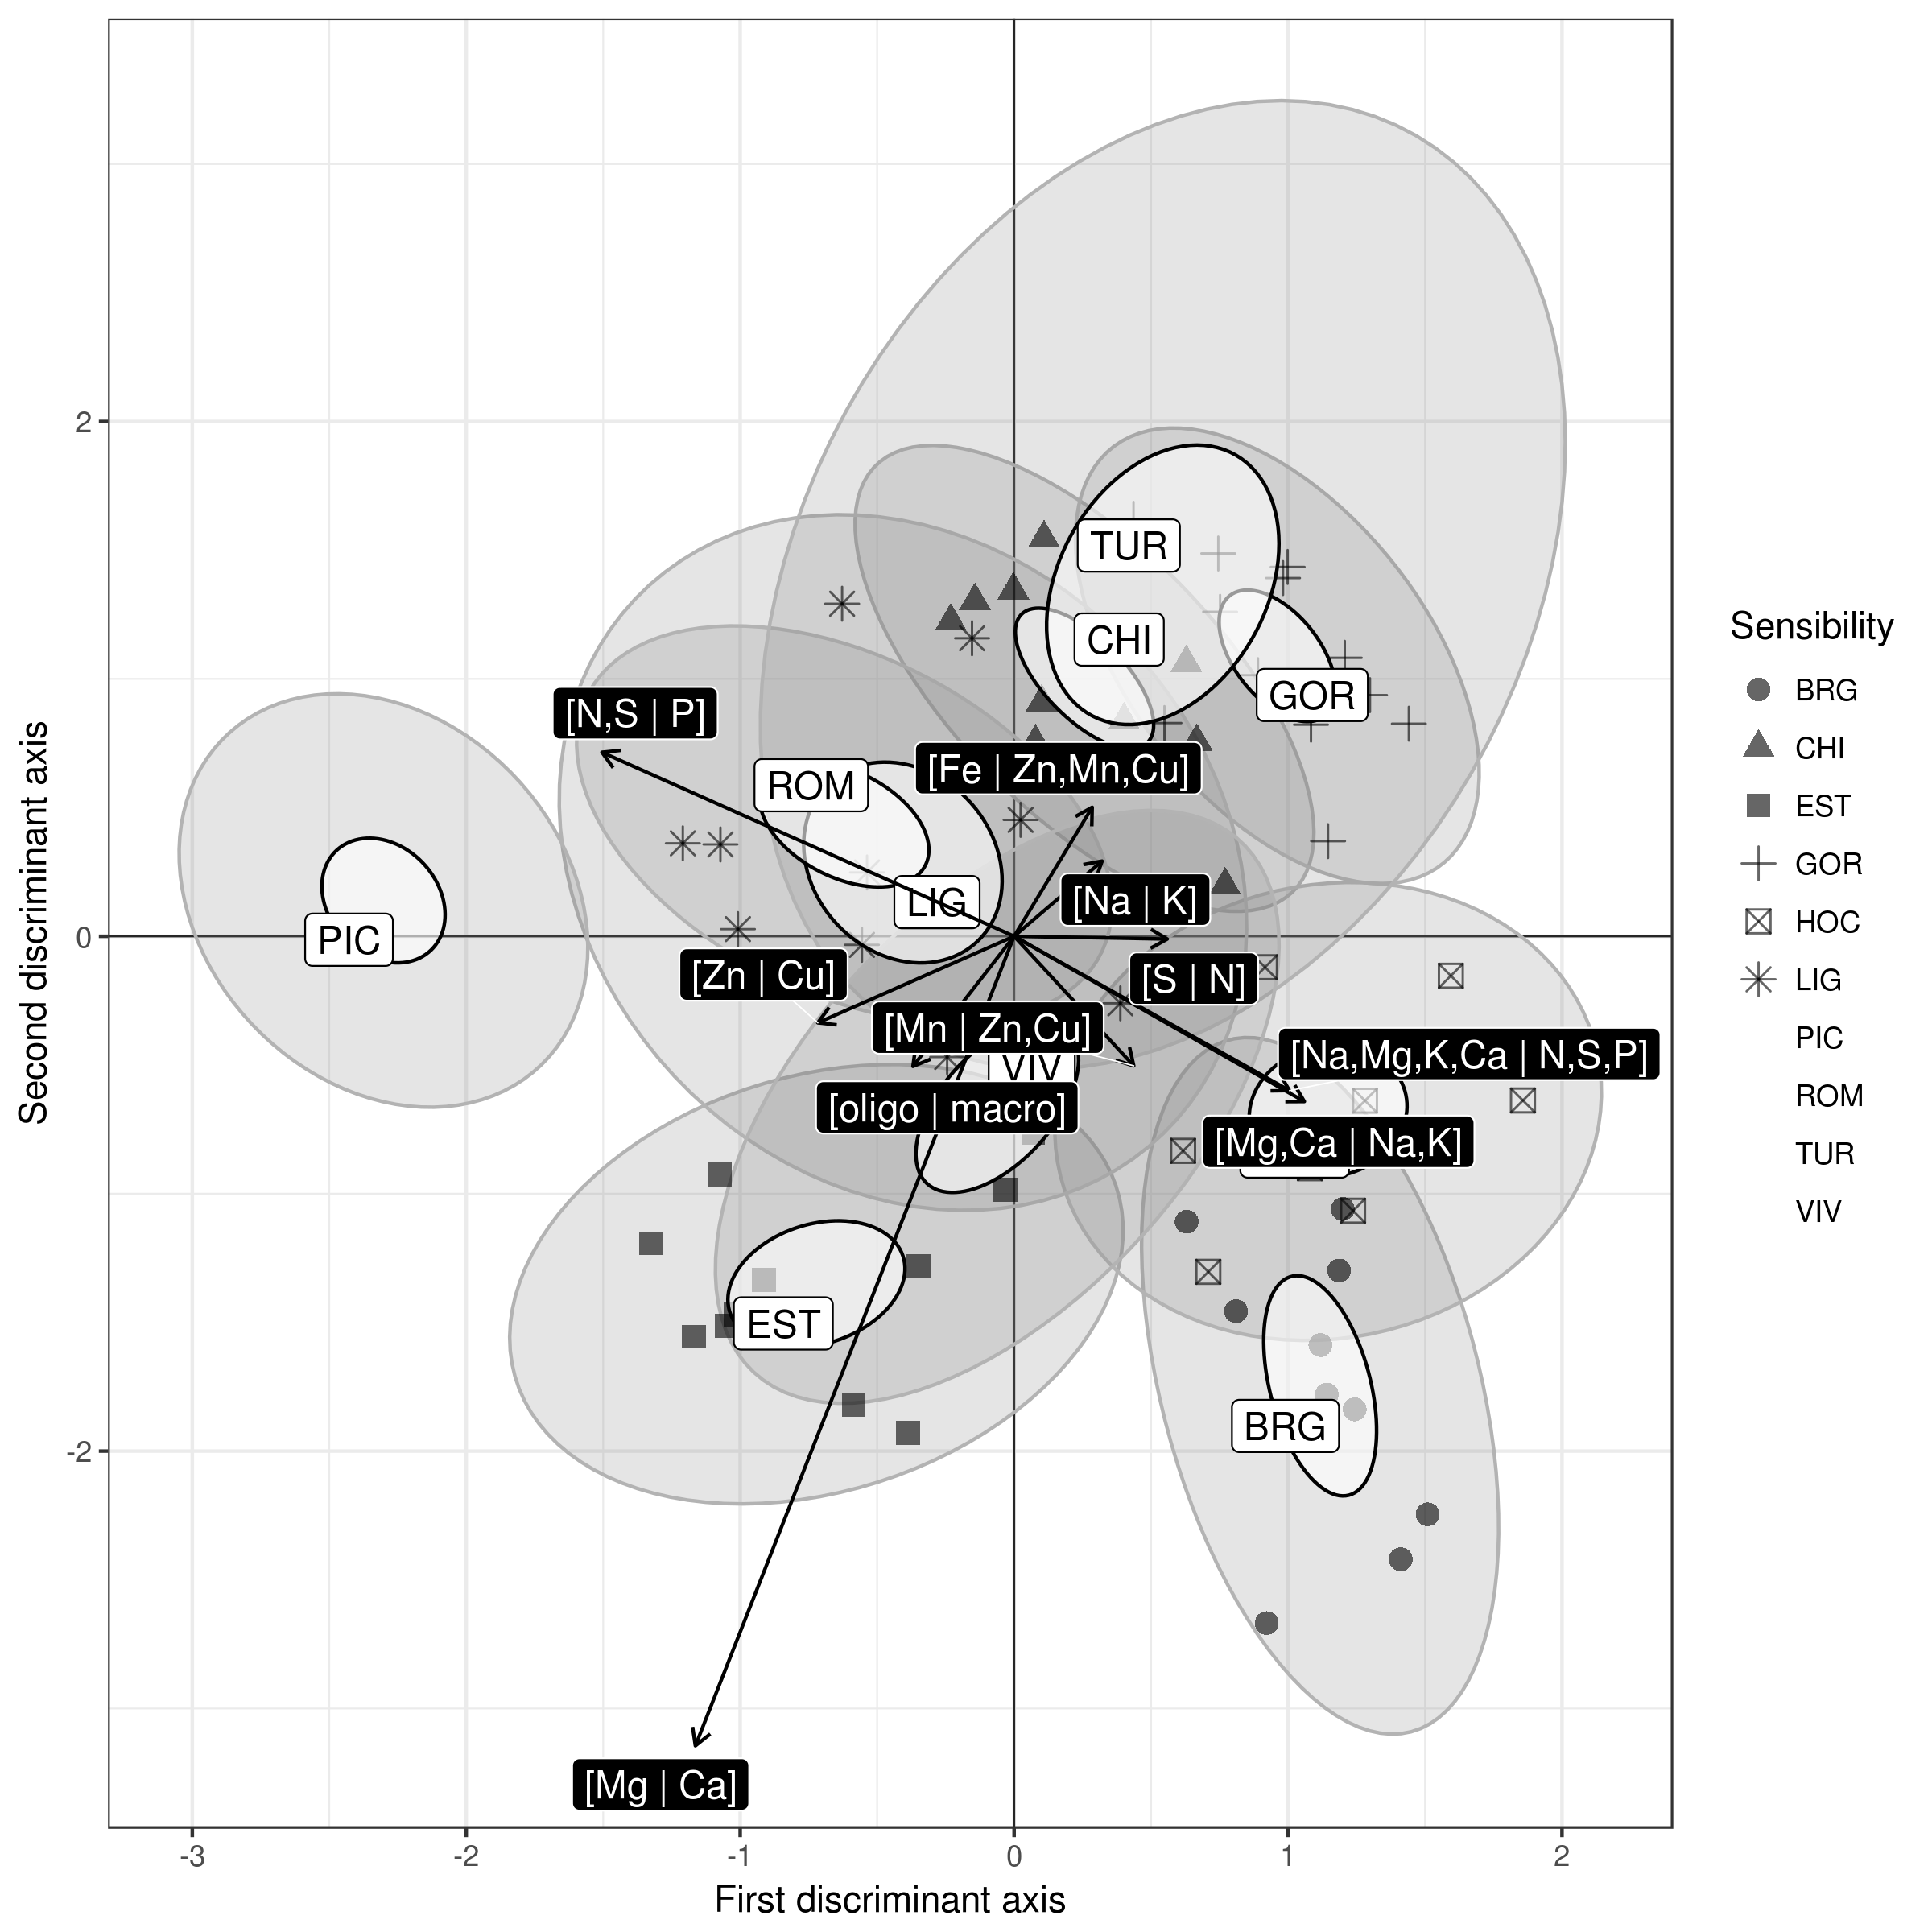 TUR
CHI
GOR
[N,S | P]
[Fe | Zn,Mn,Cu]
ROM
LIG
[Na | K]
PIC
[Zn | Cu]
[S | N]
[Mn | Zn,Cu]
VIV
[Na,Mg,K,Ca | N,S,P]
[oligo | macro]
[Mg,Ca | Na,K]
EST
BRG
[Mg | Ca]
2
0
-2
-3
-2
-1
0
1
2
First discriminant axis
Second discriminant axis
Sensibility
BRG
CHI
EST
GOR
HOC
LIG
PIC
ROM
TUR
VIV